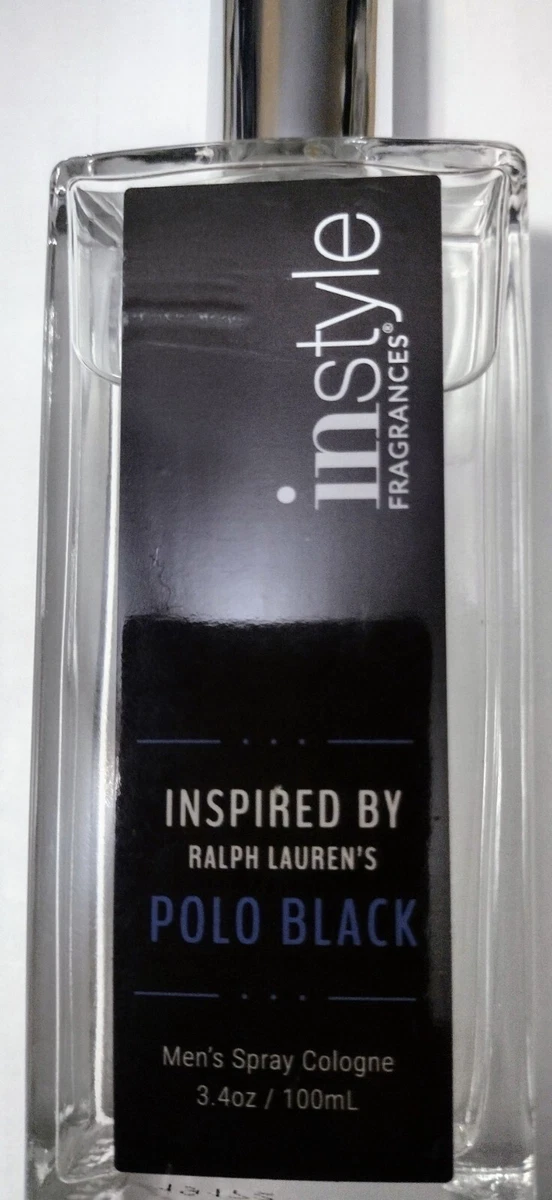 instyle
FRAGRANCES®
INSPIRED BY
RALPH LAUREN'S
POLO BLACK
Men's Spray Cologne
3.4oz / 100mL